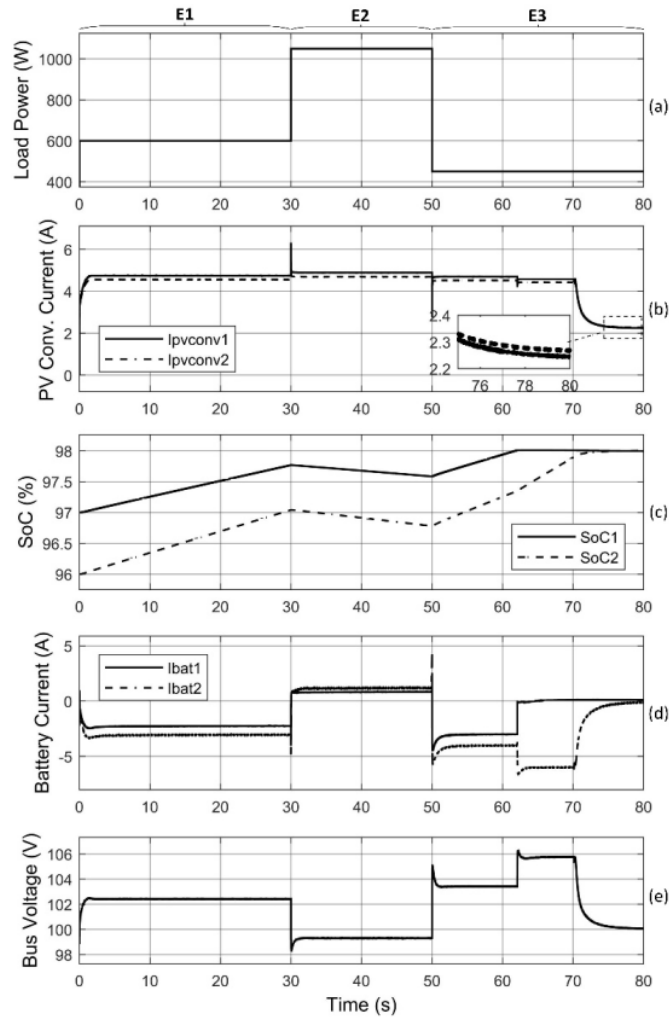 E1 E2 E3
1000
800
600
400
Load Power (W)
0 10 20 30 40 50 60 70 80
(a)
6
4
2
0
PV Conv. Current (A)
Ipvconv1
Ipvconv2
2.4
2.3
2.2
76 78 80
0 10 20 30 40 50 60 70 80
(b)
98
97.5
97
96.5
96
SoC (%)
SoC1
SoC2
0 10 20 30 40 50 60 70 80
(c)
5
0
-5
Battery Current (A)
Ibat1
Ibat2
0 10 20 30 40 50 60 70 80
(d)
106
104
102
100
98
Bus Voltage (V)
0 10 20 30 40 50 60 70 80
(e)
Time (s)